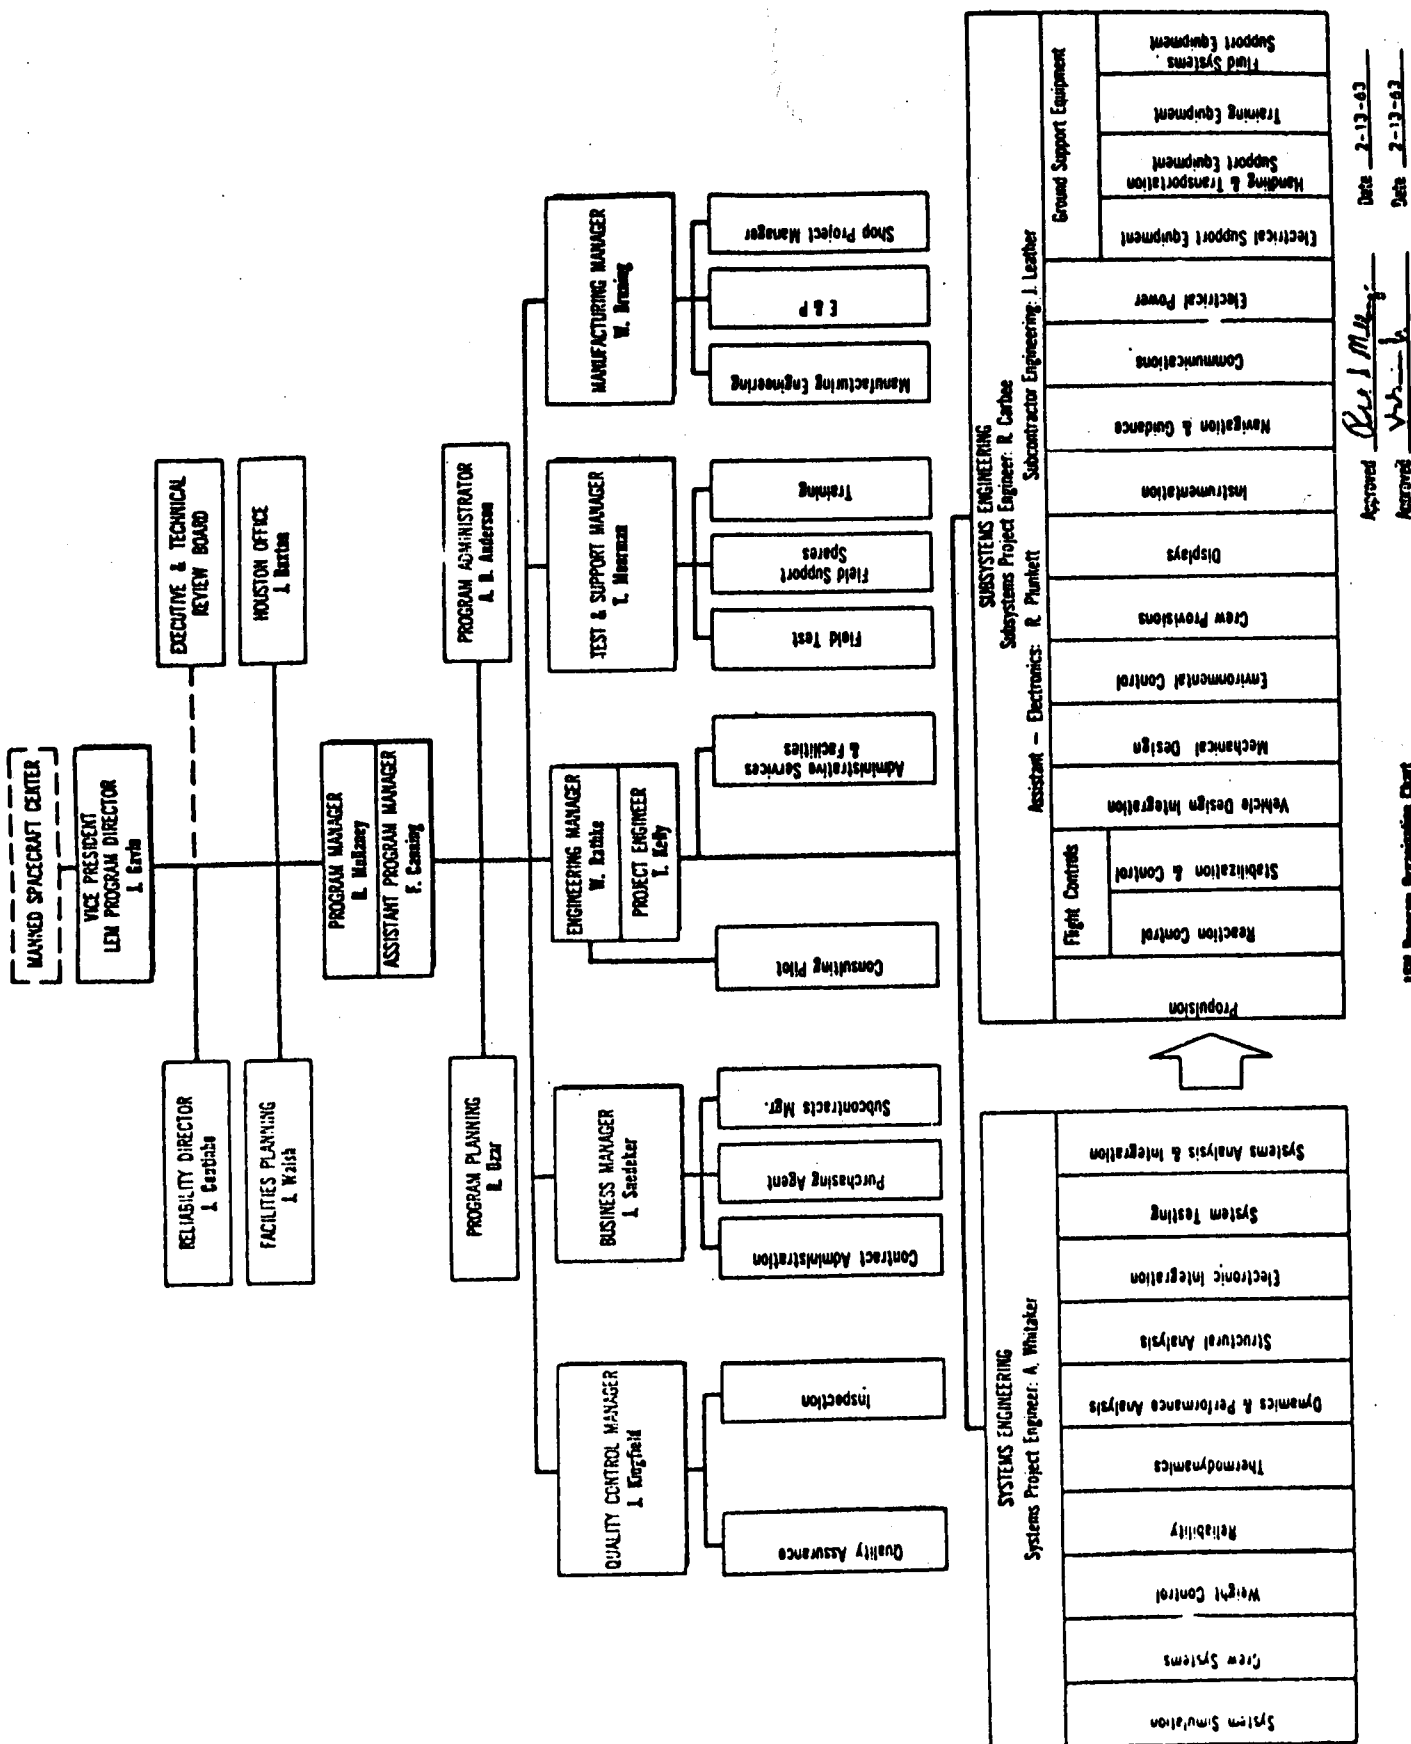 MANNED SPACECRAFT CENTER
VICE PRESIDENT
LEM PROGRAM DIRECTOR
J. Gavin
EXECUTIVE & TECHNICAL
REVIEW BOARD
RELIABILITY DIRECTOR
HOUSTON OFFICE
J. Buxton
FACILITIES PLANNING
J. Walsh
PROGRAM MANAGER
R. Mullaney
ASSISTANT PROGRAM MANAGER
F. Canning
PROGRAM ADMINISTRATOR
A. B. Anderson
PROGRAM PLANNING
QUALITY CONTROL MANAGER
J. Kingfield
Quality Assurance
Inspection
BUSINESS MANAGER
J. Snedeker
Contract Administration
Purchasing Agent
Subcontracts Mgr.
ENGINEERING MANAGER
W. Rathke
PROJECT ENGINEER
T. Kelly
Consulting Pilot
Administrative Services
& Facilities
TEST & SUPPORT MANAGER
Field Test
Field Support
Spares
Training
MANUFACTURING MANAGER
W. Bruning
Manufacturing Engineering
E & P
Shop Project Manager
SYSTEMS ENGINEERING
Systems Project Engineer: A. Whitaker
System Simulation
Crew Systems
Weight Control
Reliability
Thermodynamics
Dynamics & Performance Analysis
Structural Analysis
Electronic Integration
System Testing
Systems Analysis & Integration
SUBSYSTEMS ENGINEERING
Subsystems Project Engineer: R. Carbee
Assistant – Electronics: R. Plunkett Subcontractor Engineering: J. Leather
Propulsion
Flight Controls
Reaction Control
Stabilization & Control
Vehicle Design Integration
Mechanical Design
Environmental Control
Crew Provisions
Displays
Instrumentation
Navigation & Guidance
Communications
Electrical Power
Ground Support Equipment
Electrical Support Equipment
Handling & Transportation
Support Equipment
Training Equipment
Fluid Systems
Support Equipment
Approved Date 2-13-63
Approved Date 2-13-63